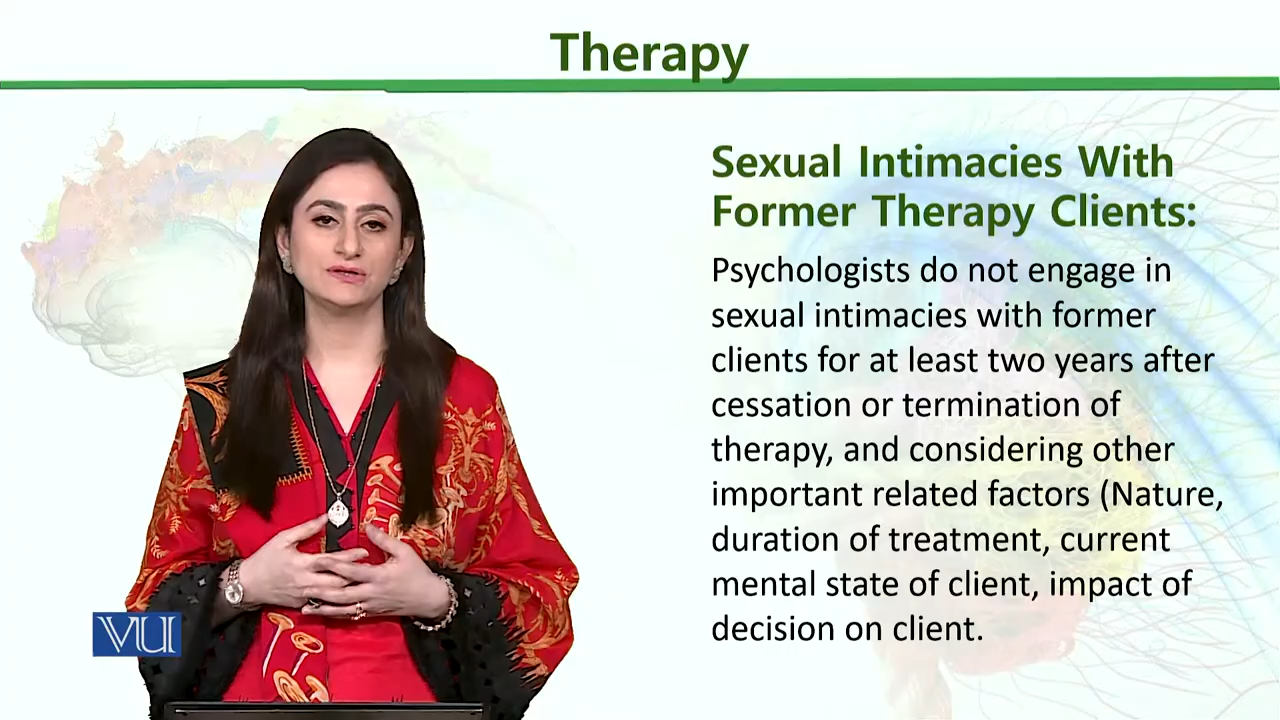 Therapy
Sexual Intimacies With
Former Therapy Clients:
Psychologists do not engage in
sexual intimacies with former
clients for at least two years after
cessation or termination of
therapy, and considering other
important related factors (Nature,
duration of treatment, current
mental state of client, impact of
decision on client.
VU